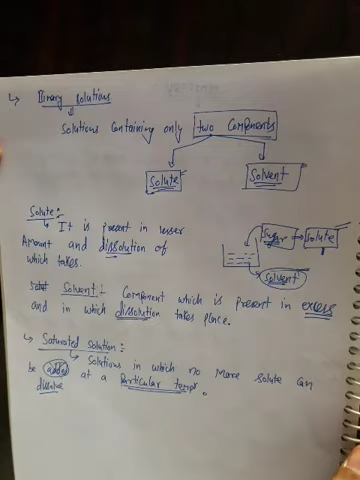 Binary solutions
Solutions containing only two components
Solute
Solvent
Solute:
It is present in lesser
Amount and dissolution of
which takes.
Sugar → Solute
Solvent
Solvent: Component which is present in excess
and in which dissolution takes place.
Saturated solution:
Solutions in which no more solute can
be added at a particular tempr.
dissolve